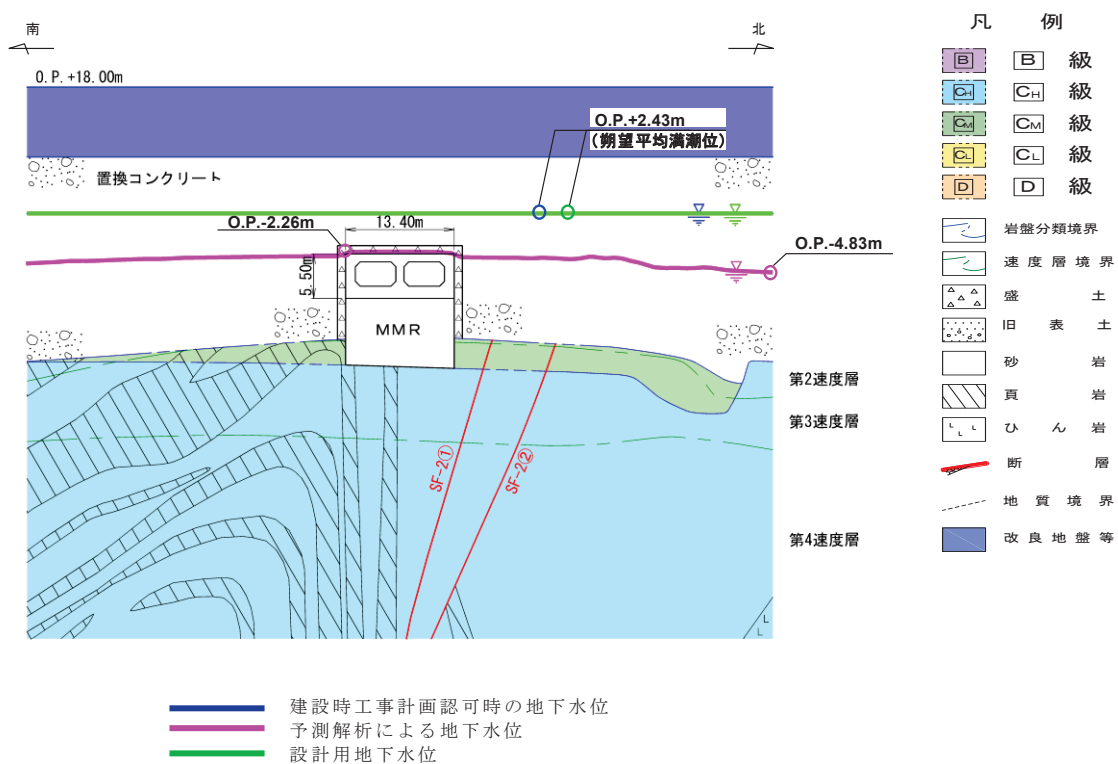 南
北
O.P.+18.00m
O.P.+2.43m
(朔望平均満潮位)
置換コンクリート
O.P.-2.26m
13.40m
O.P.-4.83m
5.50m
MMR
第2速度層
第3速度層
SF-2①
SF-2②
第4速度層
L
L
凡 例
B B 級
CH CH 級
CM CM 級
CL CL 級
D D 級
岩盤分類境界
速度層境界
盛土
旧表土
砂岩
頁岩
L L L ひん岩
断層
地質境界
改良地盤等
建設時工事計画認可時の地下水位
予測解析による地下水位
設計用地下水位